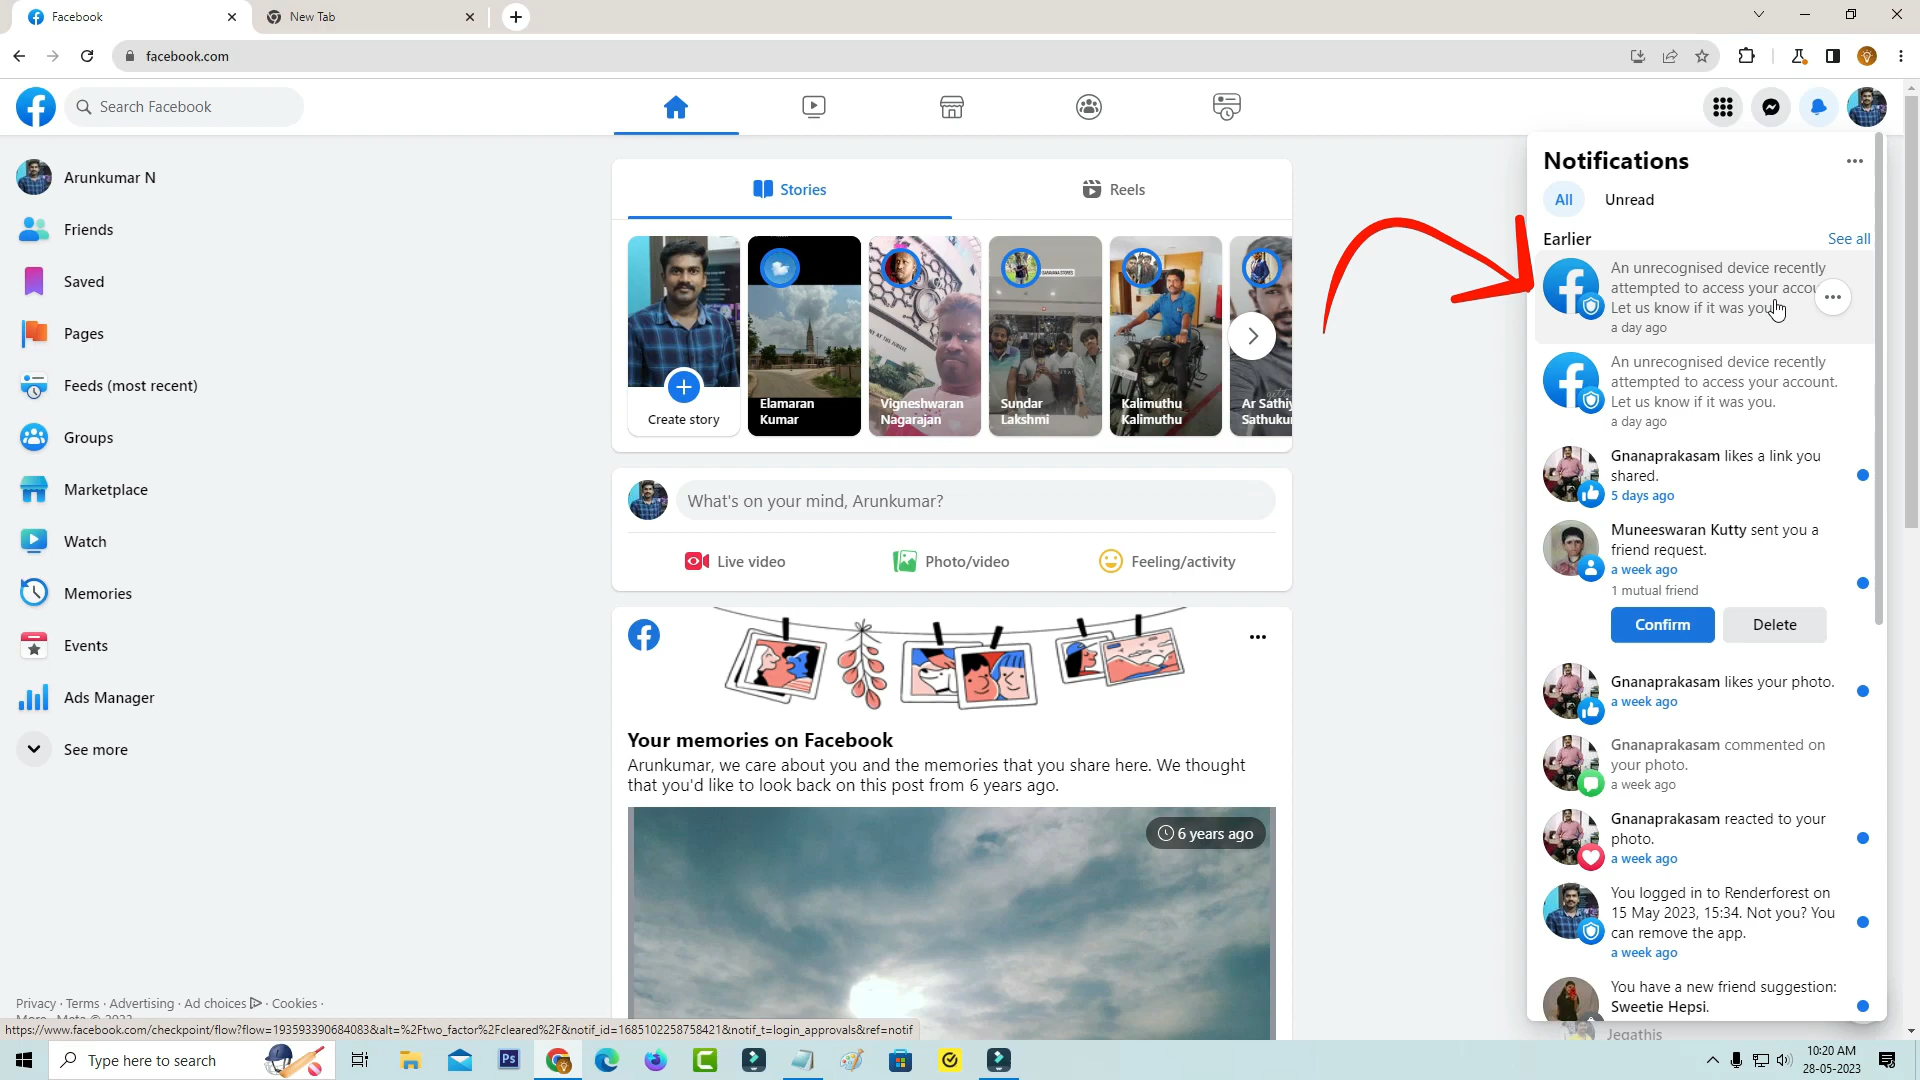 Facebook
New Tab
facebook.com
Search Facebook
Arunkumar N
Friends
Saved
Pages
Feeds (most recent)
Groups
Marketplace
Watch
Memories
Events
Ads Manager
See more
Privacy · Terms · Advertising · Ad choices · Cookies ·
https://www.facebook.com/checkpoint/flow?flow=193593390684083&alt=%2Ftwo_factor%2Fcleared%2F&notif_id=1685102258758421&notif_t=login_approvals&ref=notif
Stories
Reels
Create story
Elamaran
Kumar
Vigneshwaran
Nagarajan
Sundar
Lakshmi
Kalimuthu
Kalimuthu
Ar Sathiy
Sathukur
What's on your mind, Arunkumar?
Live video
Photo/video
Feeling/activity
Your memories on Facebook
Arunkumar, we care about you and the memories that you share here. We thought
that you'd like to look back on this post from 6 years ago.
6 years ago
Notifications
All
Unread
Earlier
See all
An unrecognised device recently
attempted to access your accou
Let us know if it was you
a day ago
An unrecognised device recently
attempted to access your account.
Let us know if it was you.
a day ago
Gnanaprakasam likes a link you
shared.
5 days ago
Muneeswaran Kutty sent you a
friend request.
a week ago
1 mutual friend
Confirm
Delete
Gnanaprakasam likes your photo.
a week ago
Gnanaprakasam commented on
your photo.
a week ago
Gnanaprakasam reacted to your
photo.
a week ago
You logged in to Renderforest on
15 May 2023, 15:34. Not you? You
can remove the app.
a week ago
You have a new friend suggestion:
Sweetie Hepsi.
Jegathis
Type here to search
Ps
10:20 AM
28-05-2023